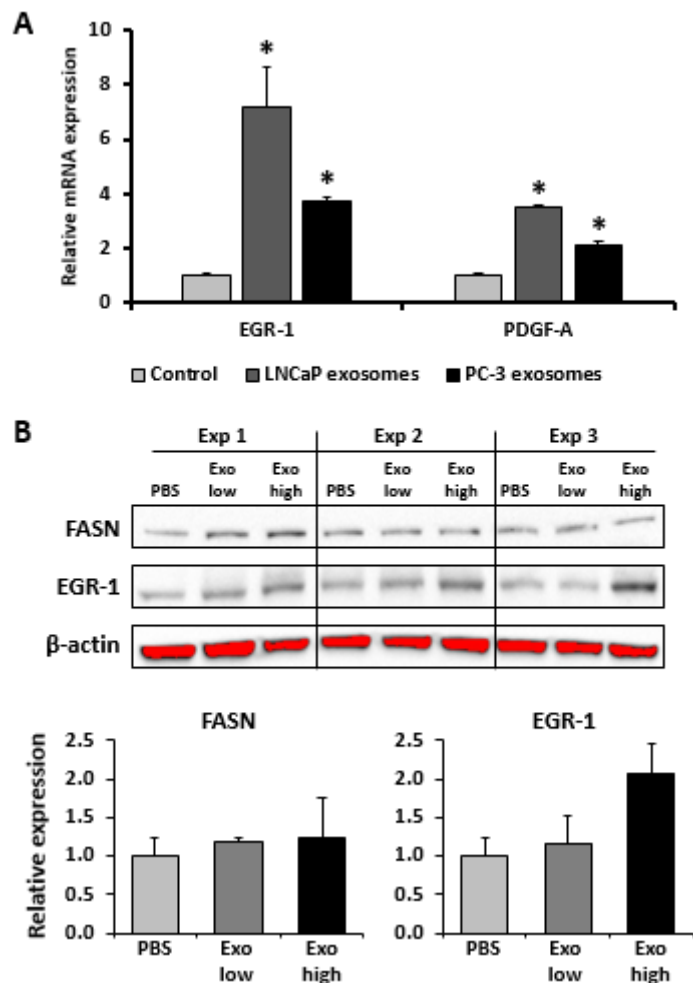 A
10
8
6
4
2
0
Relative mRNA expression
* * * *
EGR-1 PDGF-A
Control LNCaP exosomes PC-3 exosomes
B
Exp 1 Exp 2 Exp 3
PBS Exo low Exo high PBS Exo low Exo high PBS Exo low Exo high
FASN
EGR-1
β-actin
FASN
2.5
2.0
1.5
1.0
0.5
0.0
Relative expression
PBS Exo low Exo high
EGR-1
2.5
2.0
1.5
1.0
0.5
0.0
PBS Exo low Exo high